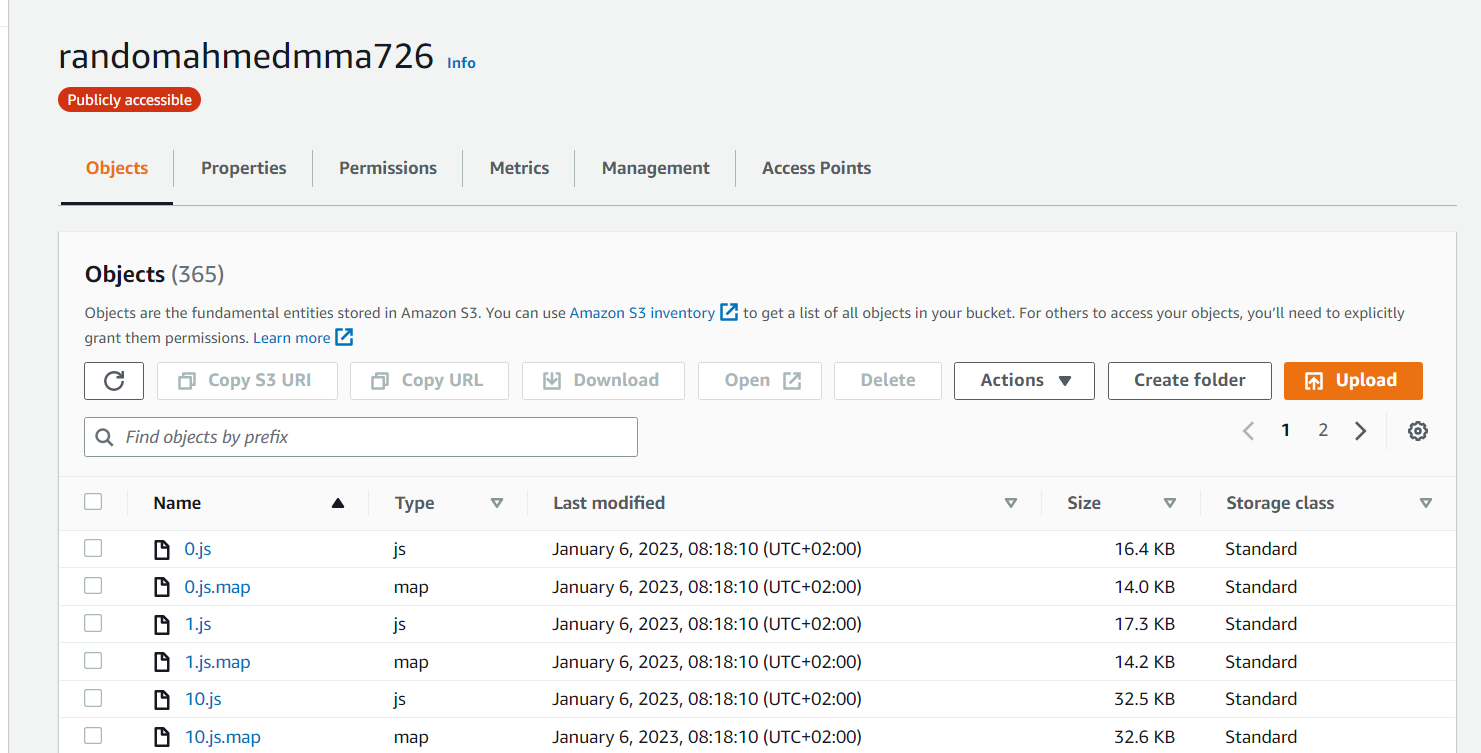 randomahmedmma726 Info
Publicly accessible
Objects Properties Permissions Metrics Management Access Points
Objects (365)
Objects are the fundamental entities stored in Amazon S3. You can use Amazon S3 inventory to get a list of all objects in your bucket. For others to access your objects, you’ll need to explicitly
grant them permissions. Learn more
Copy S3 URI Copy URL Download Open Delete Actions Create folder Upload
Find objects by prefix 1 2
Name Type Last modified Size Storage class
0.js js January 6, 2023, 08:18:10 (UTC+02:00) 16.4 KB Standard
0.js.map map January 6, 2023, 08:18:10 (UTC+02:00) 14.0 KB Standard
1.js js January 6, 2023, 08:18:10 (UTC+02:00) 17.3 KB Standard
1.js.map map January 6, 2023, 08:18:10 (UTC+02:00) 14.2 KB Standard
10.js js January 6, 2023, 08:18:10 (UTC+02:00) 32.5 KB Standard
10.js.map map January 6, 2023, 08:18:10 (UTC+02:00) 32.6 KB Standard